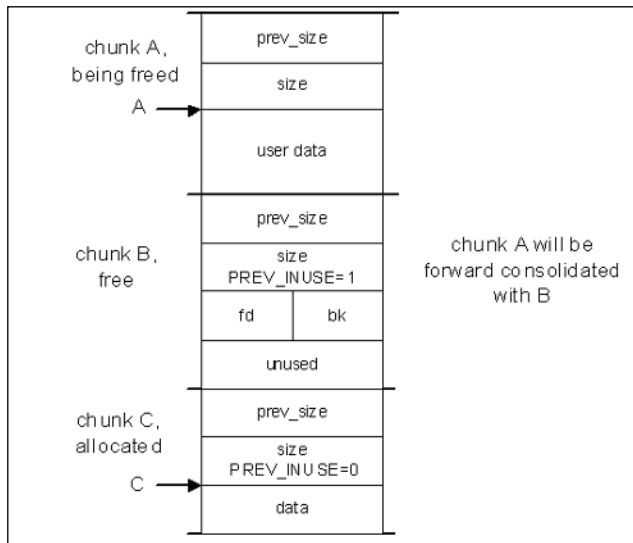 chunk A,
being freed
A
prev_size
size
user data
chunk B,
free
prev_size
size
PREV_INUSE=1
fd bk
unused
chunk A will be
forward consolidated
with B
chunk C,
allocated
C
prev_size
size
PREV_INUSE=0
data